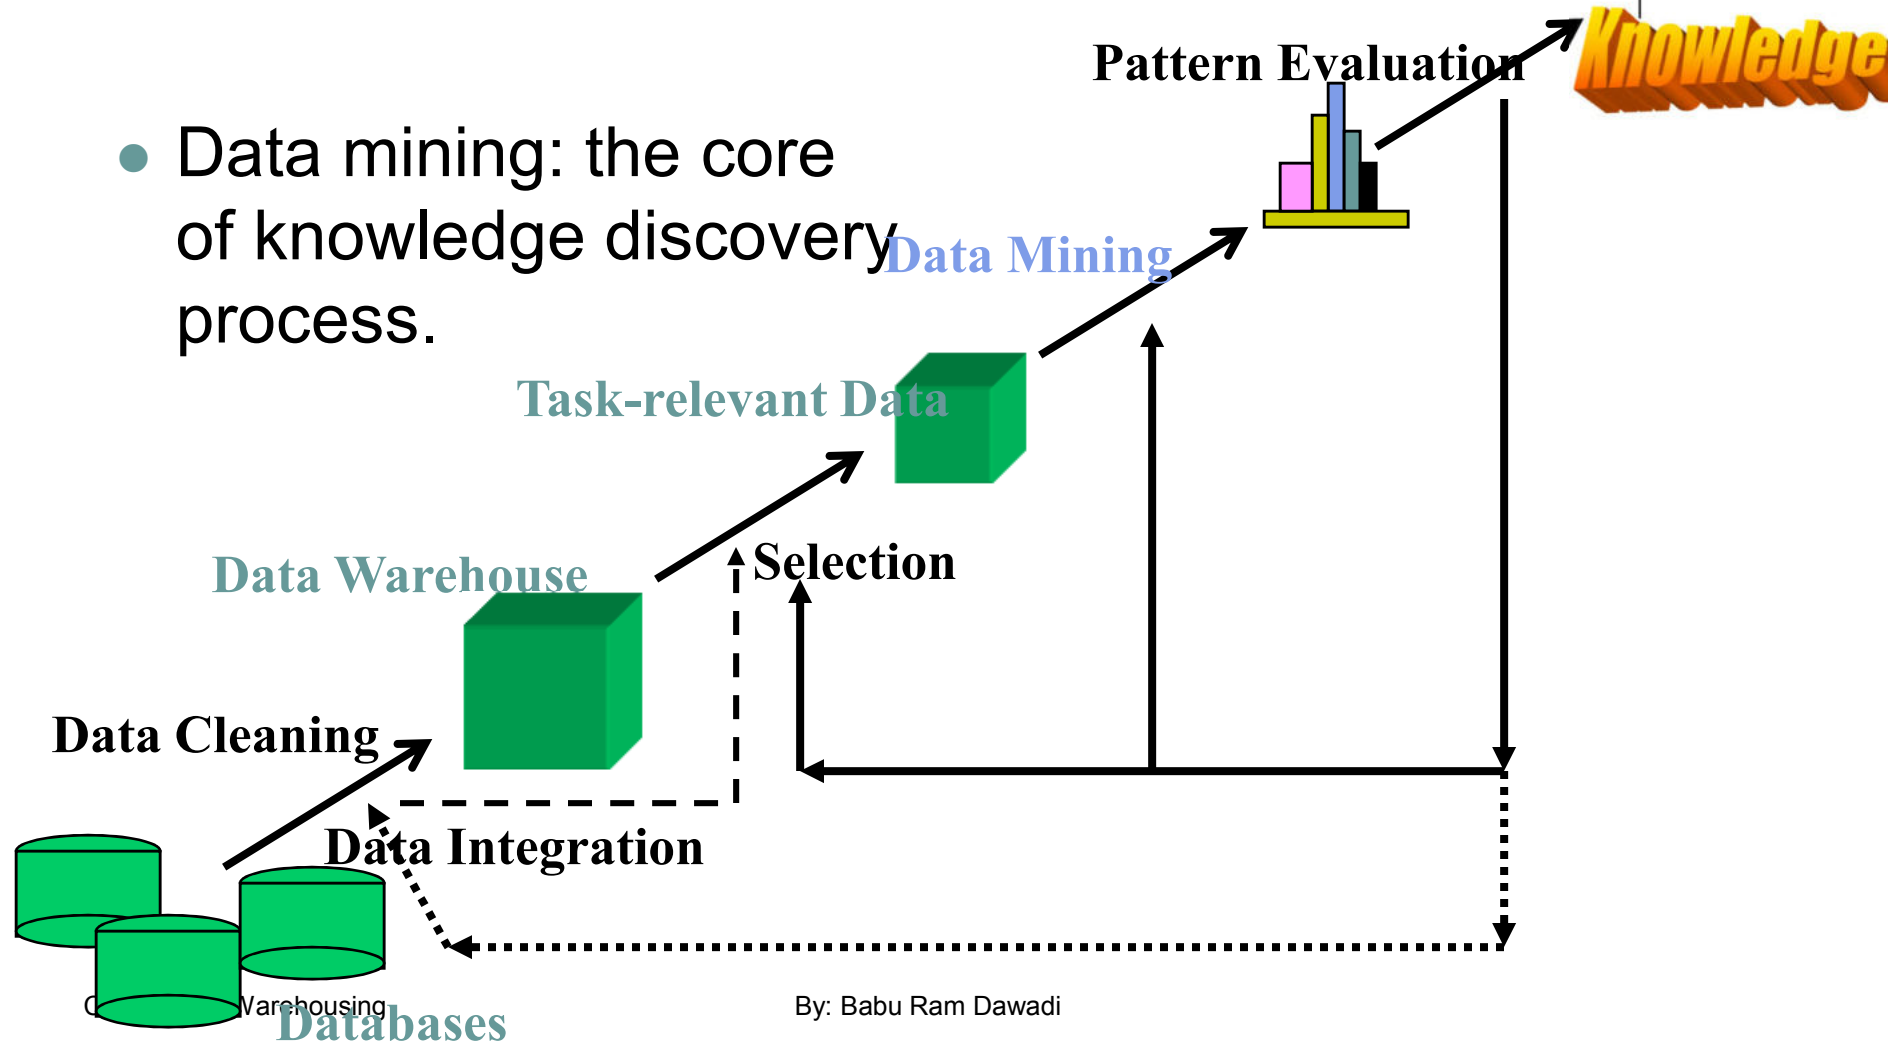 Knowledge
Pattern Evaluation
Data mining: the core
of knowledge discovery
process.
Data Mining
Task-relevant Data
Selection
Data Warehouse
Data Cleaning
Data Integration
Databases
Warehousing
By: Babu Ram Dawadi